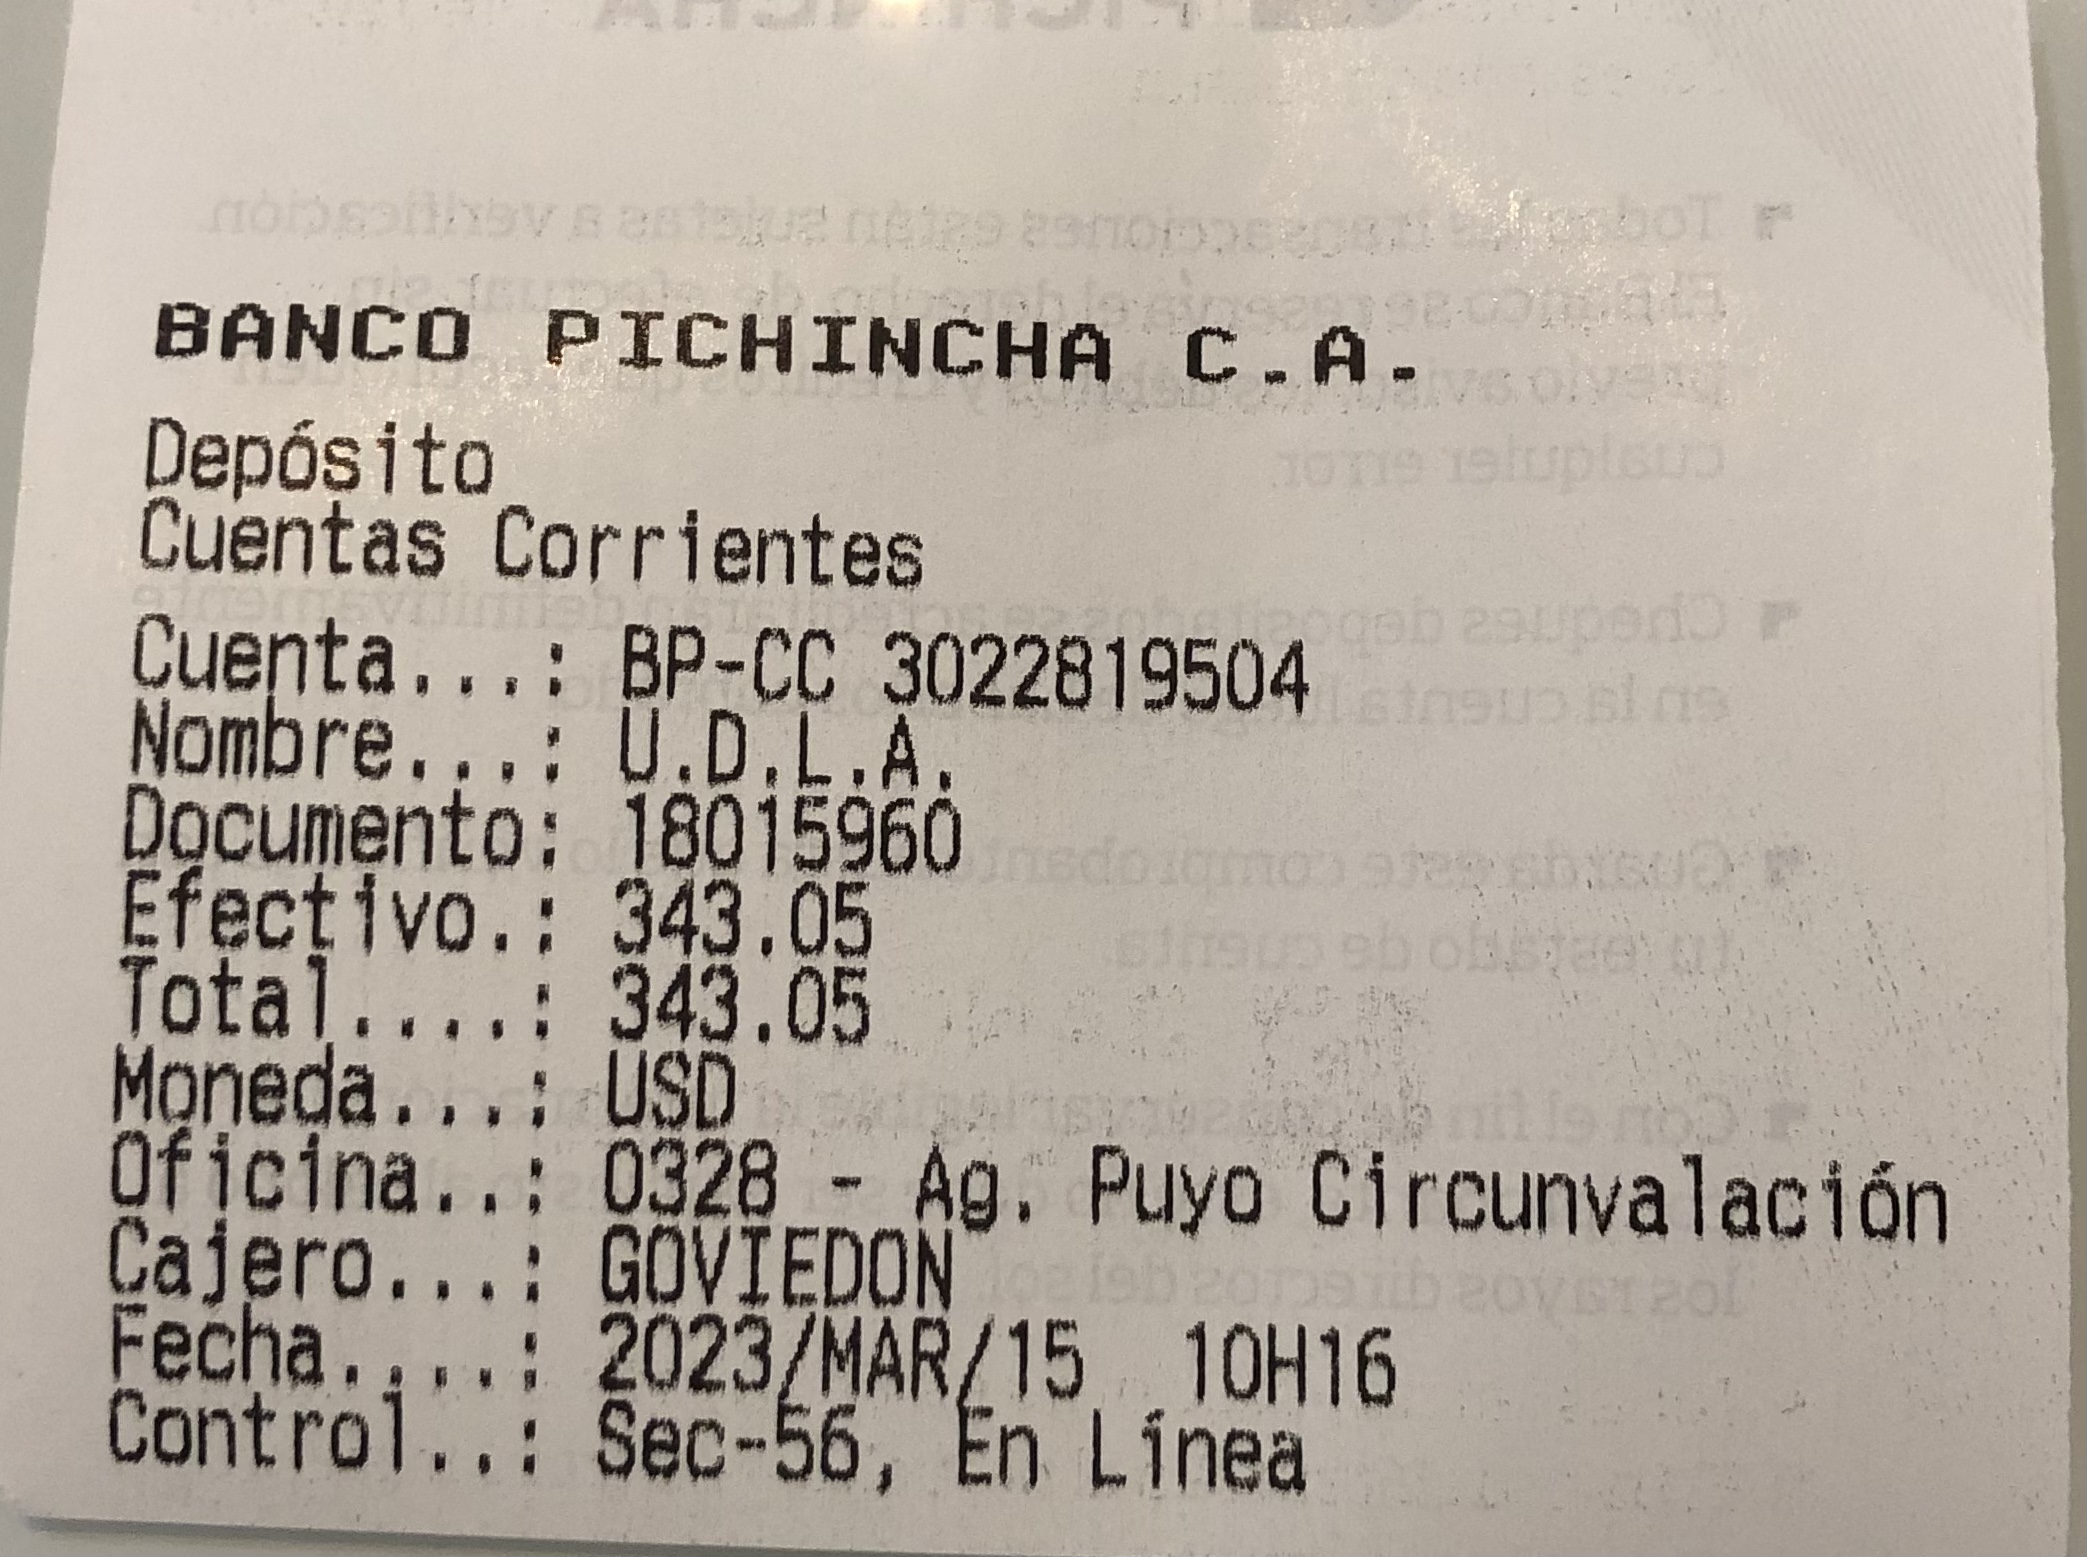 BANCO PICHINCHA C.A.
Depósito
Cuentas Corrientes
Cuenta...: BP-CC 3022819504
Nombre...: U.D.L.A.
Documento: 18015960
Efectivo.: 343.05
Total....: 343.05
Moneda...: USD
Oficina..: 0328 - Ag. Puyo Circunvalación
Cajero...: GOVIEDON
Fecha....: 2023/MAR/15 10H16
Control..: Sec-56, En Línea